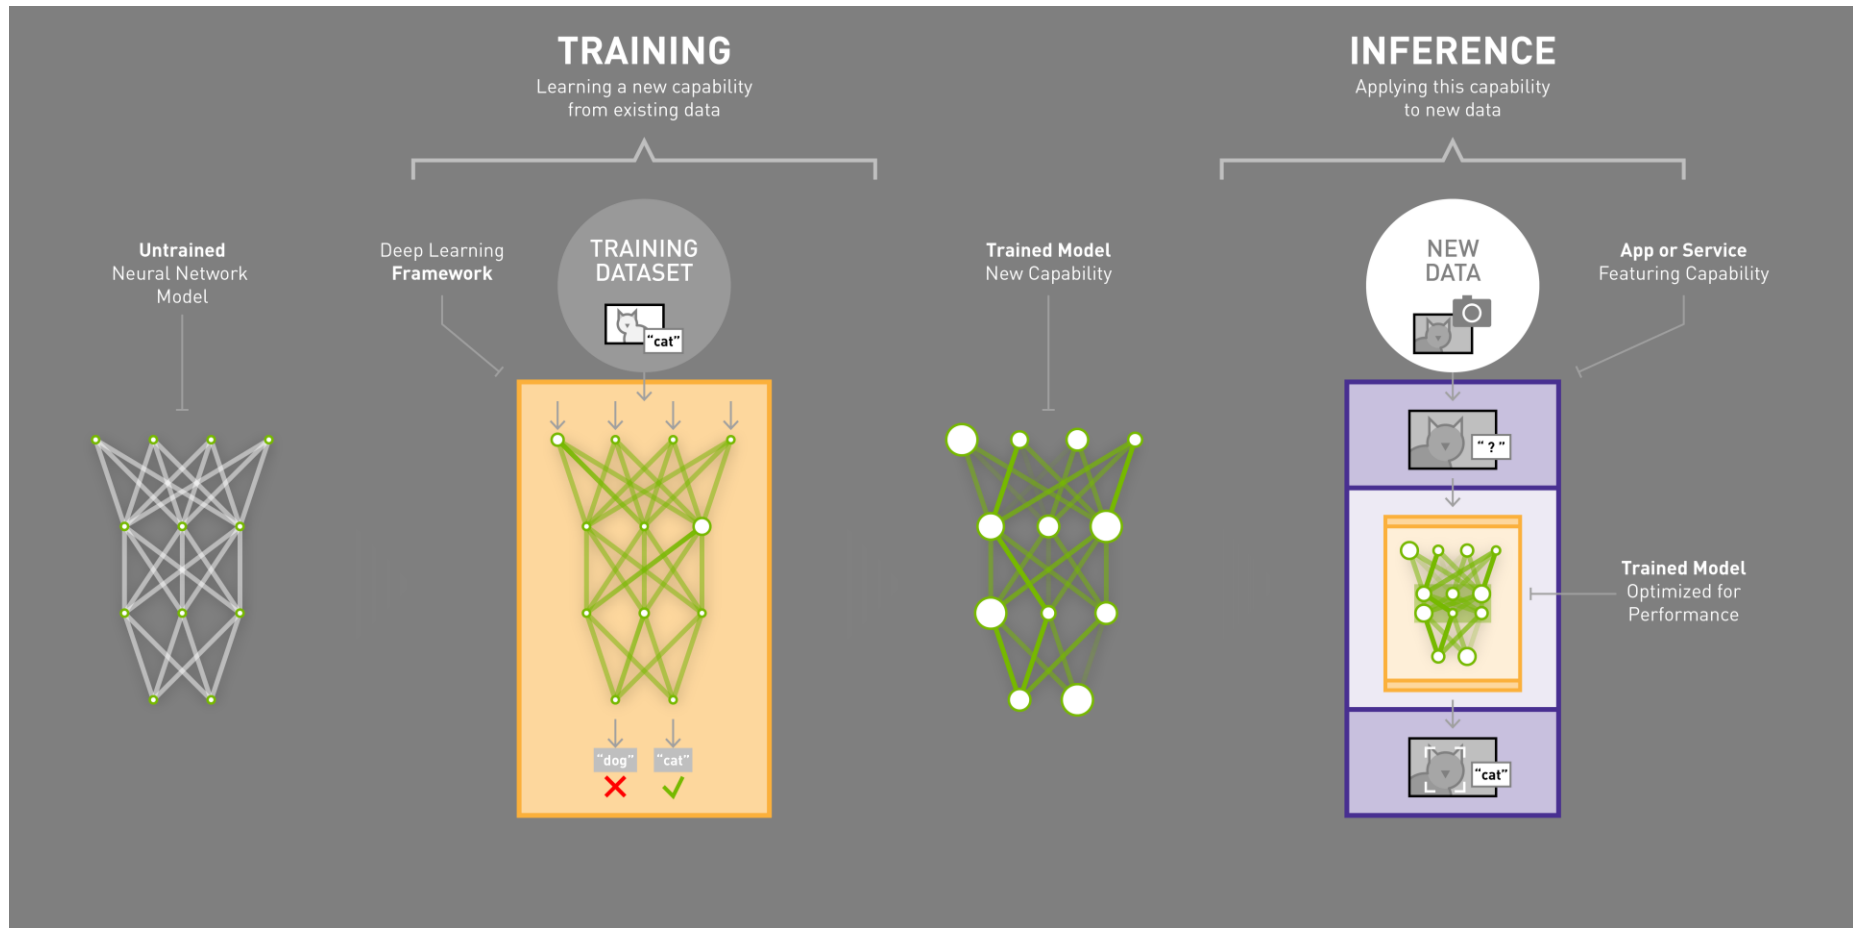 TRAINING
Learning a new capability
from existing data
INFERENCE
Applying this capability
to new data
Untrained
Neural Network
Model
Deep Learning
Framework
TRAINING
DATASET
"cat"
Trained Model
New Capability
NEW
DATA
App or Service
Featuring Capability
"?"
Trained Model
Optimized for
Performance
"dog"
"cat"
"cat"